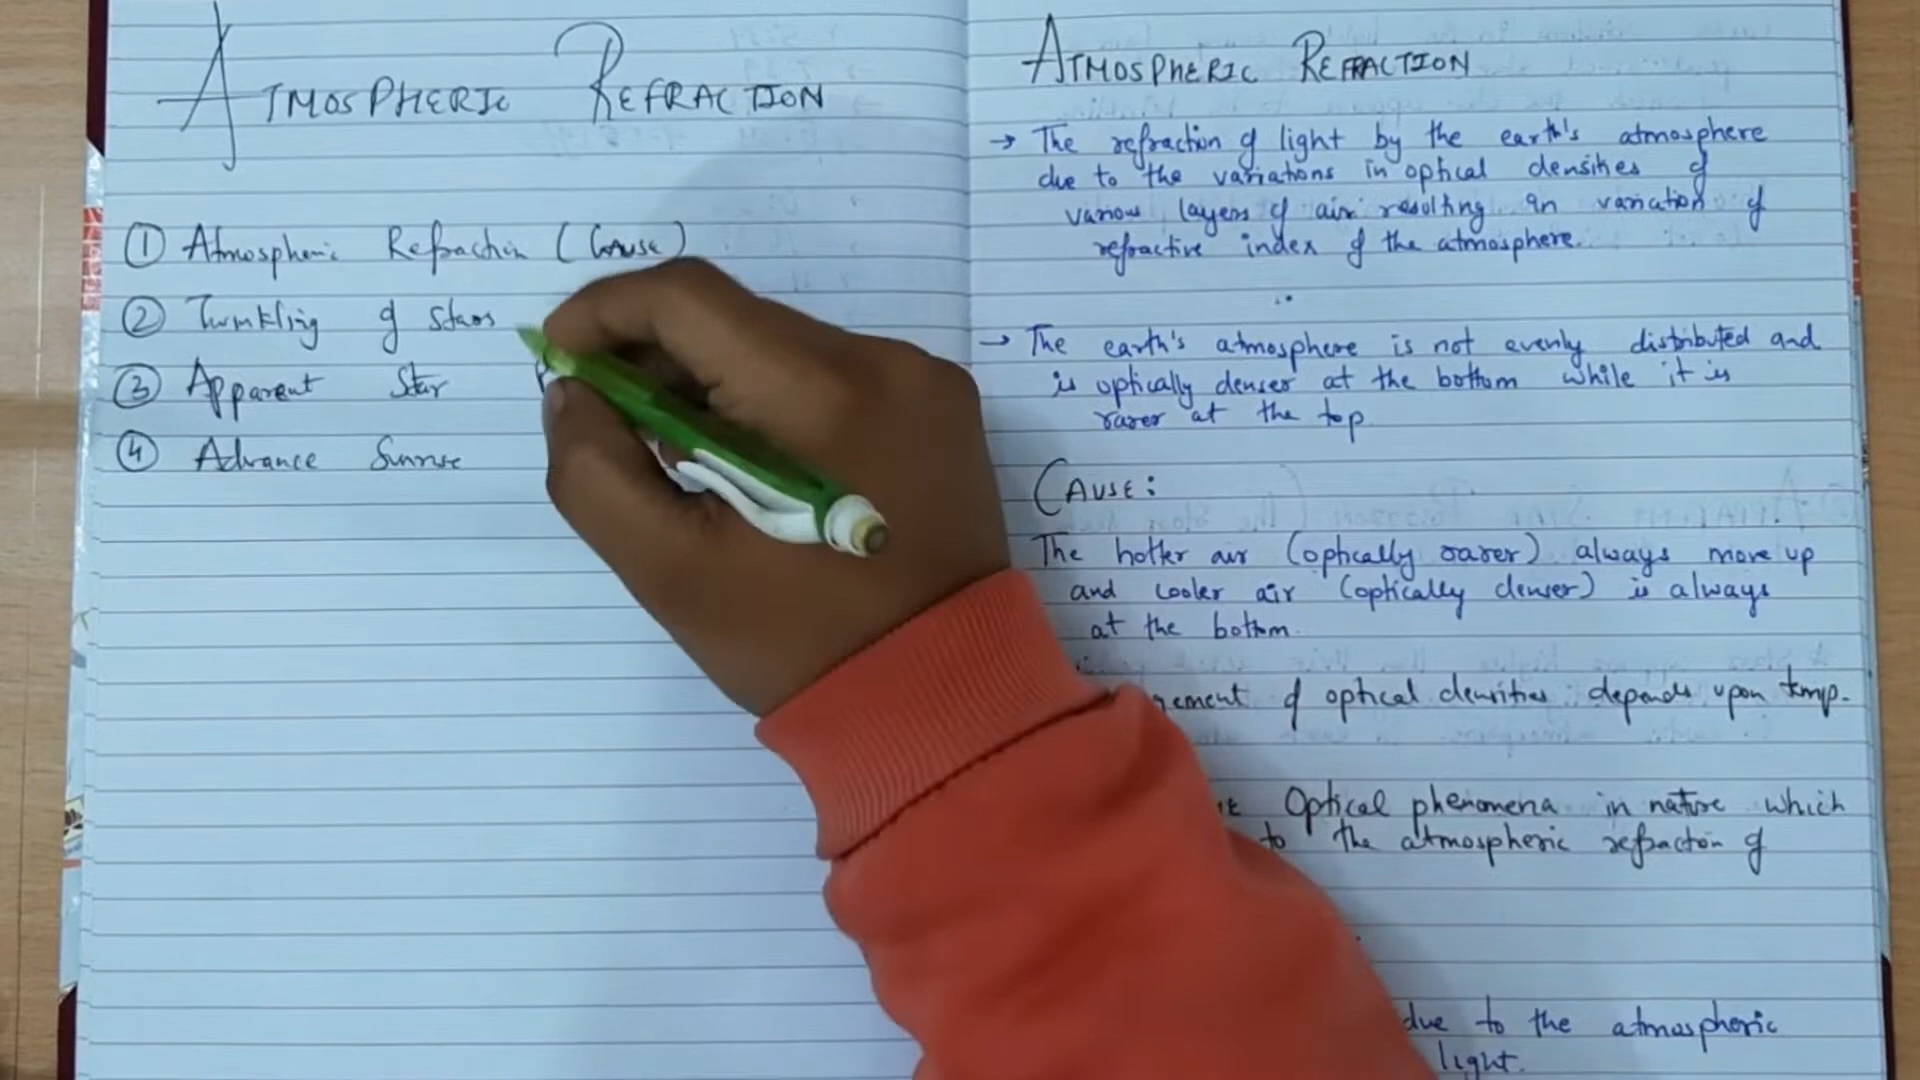 ATMOSPHERIC REFRACTION
① Atmospheric Refraction (Cause)
② Twinkling of Stars
③ Apparent Star
④ Advance Sunrise
ATMOSPHERIC REFRACTION
→ The refraction of light by the earth's atmosphere
due to the variations in optical densities of
various layers of air resulting in variation of
refractive index of the atmosphere.
→ The earth's atmosphere is not evenly distributed and
is optically denser at the bottom while it is
rarer at the top
CAUSE:
The hotter air (optically rarer) always move up
and cooler air (optically denser) is always
at the bottom.
of optical densities depends upon temp.
Optical phenomena in nature which
to the atmospheric refraction of
due to the atmospheric
light.